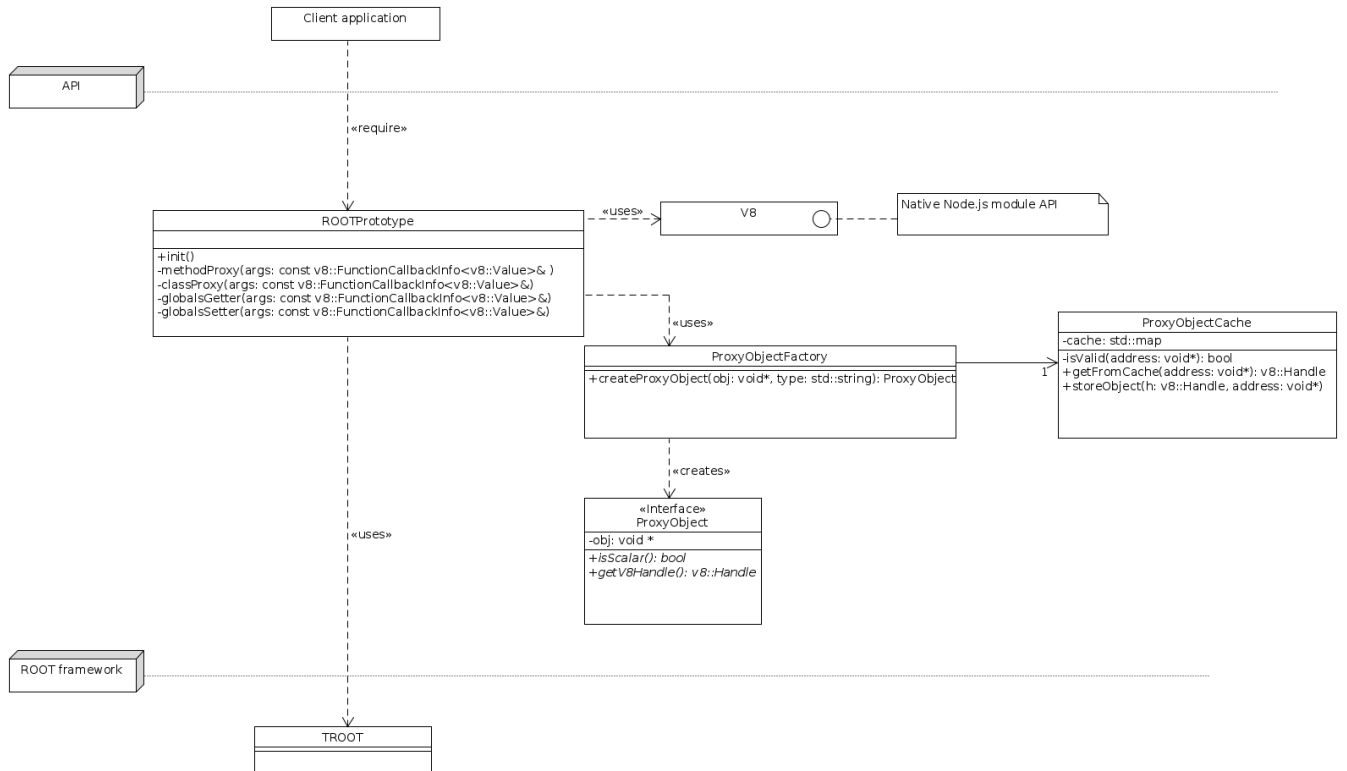 Client application
API
«require»
ROOTPrototype
+init()
-methodProxy(args: const v8::FunctionCallbackInfo<v8::Value>& )
-classProxy(args: const v8::FunctionCallbackInfo<v8::Value>&)
-globalsGetter(args: const v8::FunctionCallbackInfo<v8::Value>&)
-globalsSetter(args: const v8::FunctionCallbackInfo<v8::Value>&)
«uses»
V8
Native Node.js module API
«uses»
ProxyObjectFactory
+createProxyObject(obj: void*, type: std::string): ProxyObject
1
ProxyObjectCache
-cache: std::map
-isValid(address: void*): bool
+getFromCache(address: void*): v8::Handle
+storeObject(h: v8::Handle, address: void*)
«creates»
«Interface»
ProxyObject
-obj: void *
+isScalar(): bool
+getV8Handle(): v8::Handle
«uses»
ROOT framework
TROOT